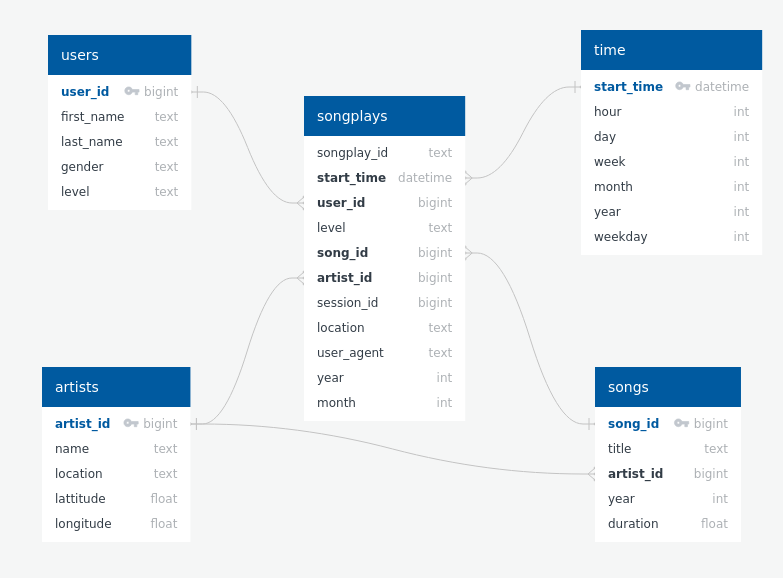 users
user_id bigint
first_name text
last_name text
gender text
level text
songplays
songplay_id text
start_time datetime
user_id bigint
level text
song_id bigint
artist_id bigint
session_id bigint
location text
user_agent text
year int
month int
time
start_time datetime
hour int
day int
week int
month int
year int
weekday int
artists
artist_id bigint
name text
location text
lattitude float
longitude float
songs
song_id bigint
title text
artist_id bigint
year int
duration float